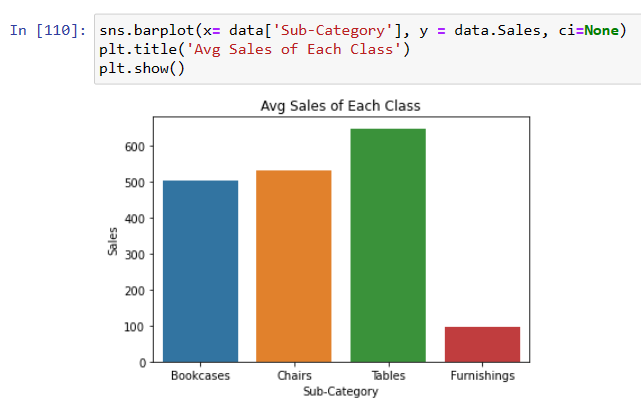 In [110]: sns.barplot(x= data['Sub-Category'], y = data.Sales, ci=None)
plt.title('Avg Sales of Each Class')
plt.show()
Avg Sales of Each Class
600
500
400
300
200
100
0
Sales
Bookcases Chairs Tables Furnishings
Sub-Category